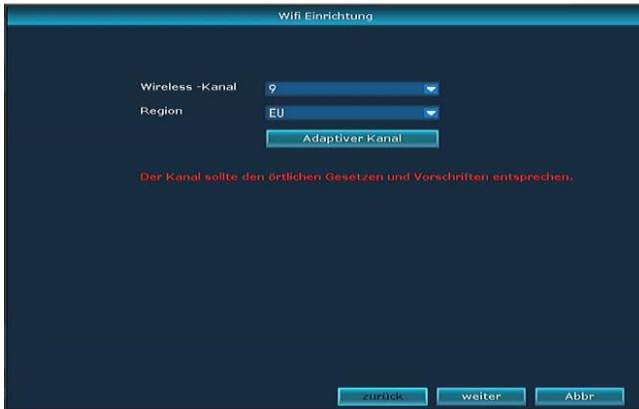 Wifi Einrichtung
Wireless -Kanal 9
Region EU
Adaptiver Kanal
Der Kanal sollte den örtlichen Gesetzen und Vorschriften entsprechen.
zurück weiter Abbr